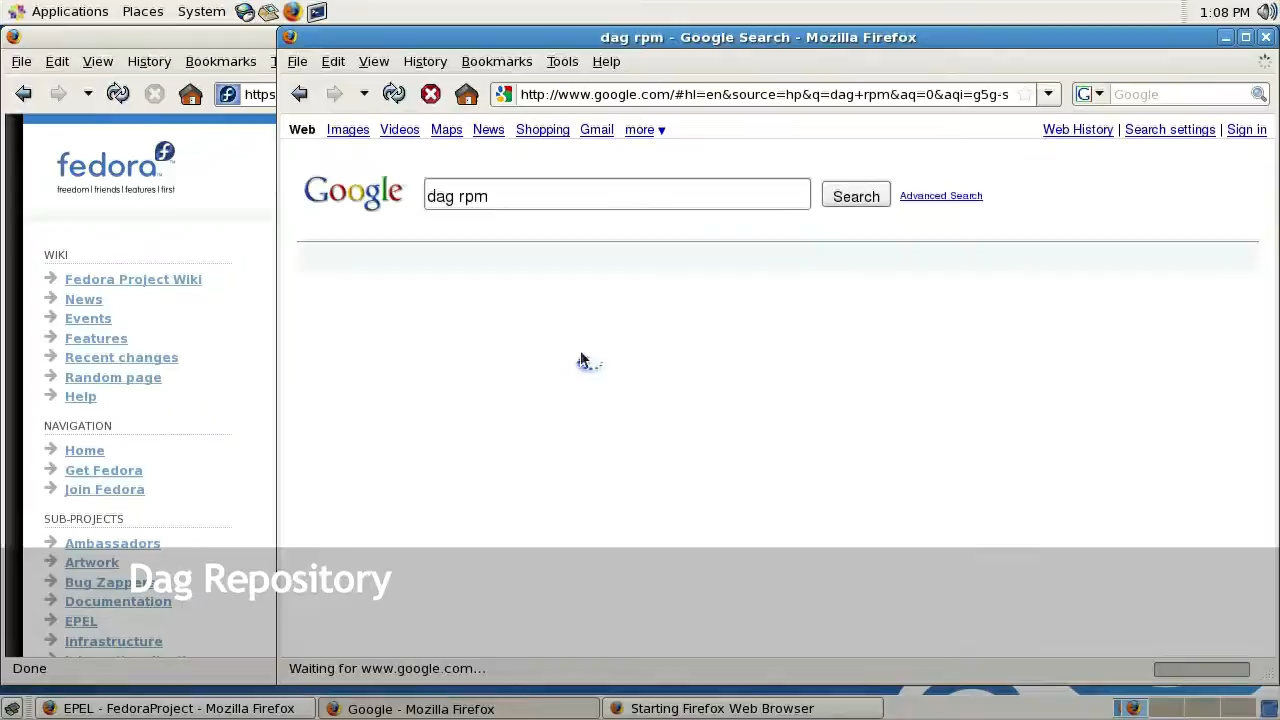 Applications Places System 1:08 PM
dag rpm - Google Search - Mozilla Firefox
File Edit View History Bookmarks
File Edit View History Bookmarks Tools Help
https
http://www.google.com/#hl=en&source=hp&q=dag+rpm&aq=0&aqi=g5g-s
Google
Web Images Videos Maps News Shopping Gmail more ▼ Web History | Search settings | Sign in
fedora
freedom | friends | features | first
Google dag rpm Search Advanced Search
WIKI
Fedora Project Wiki
News
Events
Features
Recent changes
Random page
Help
NAVIGATION
Home
Get Fedora
Join Fedora
SUB-PROJECTS
Ambassadors
Artwork
Bug Zappers
Dag Repository
Documentation
EPEL
Infrastructure
Done
Waiting for www.google.com...
EPEL - FedoraProject - Mozilla Firefox
Google - Mozilla Firefox
Starting Firefox Web Browser